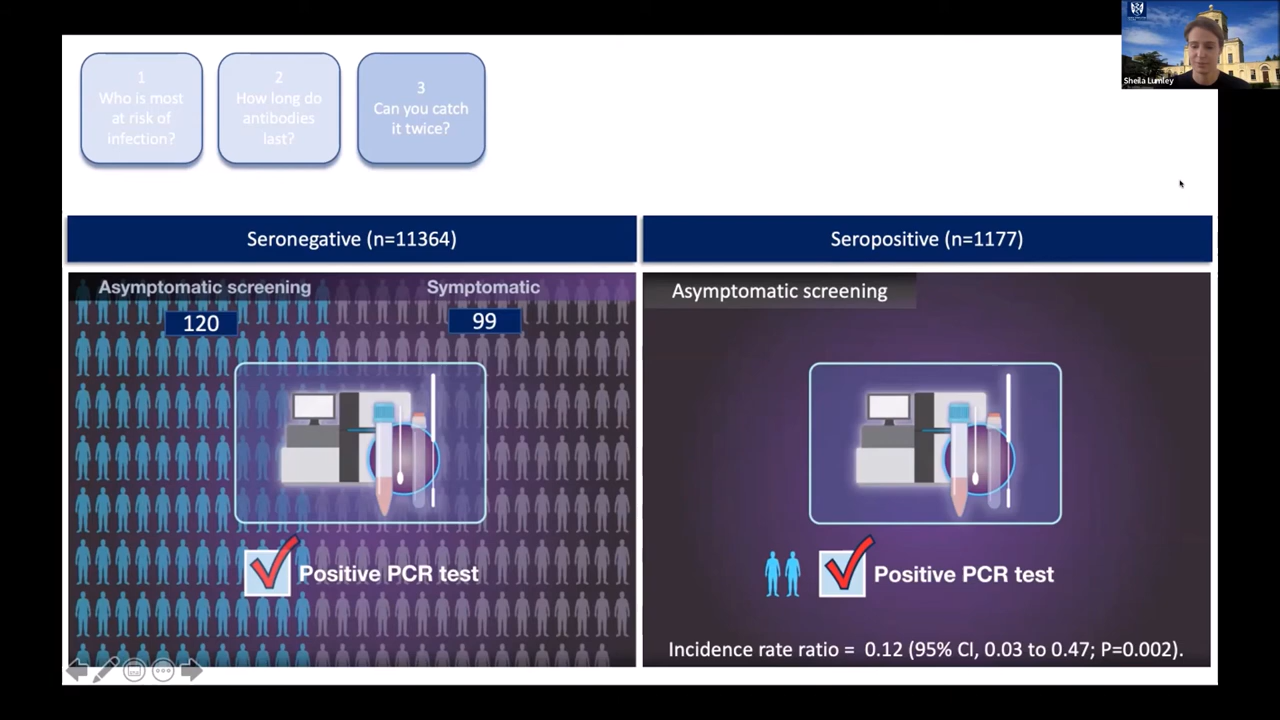 1
Who is most
at risk of
infection?
2
How long do
antibodies
last?
3
Can you catch
it twice?
Sheila Lumley
Seronegative (n=11364)
Seropositive (n=1177)
Asymptomatic screening
Symptomatic
120
99
Positive PCR test
Asymptomatic screening
Positive PCR test
Incidence rate ratio = 0.12 (95% CI, 0.03 to 0.47; P=0.002).